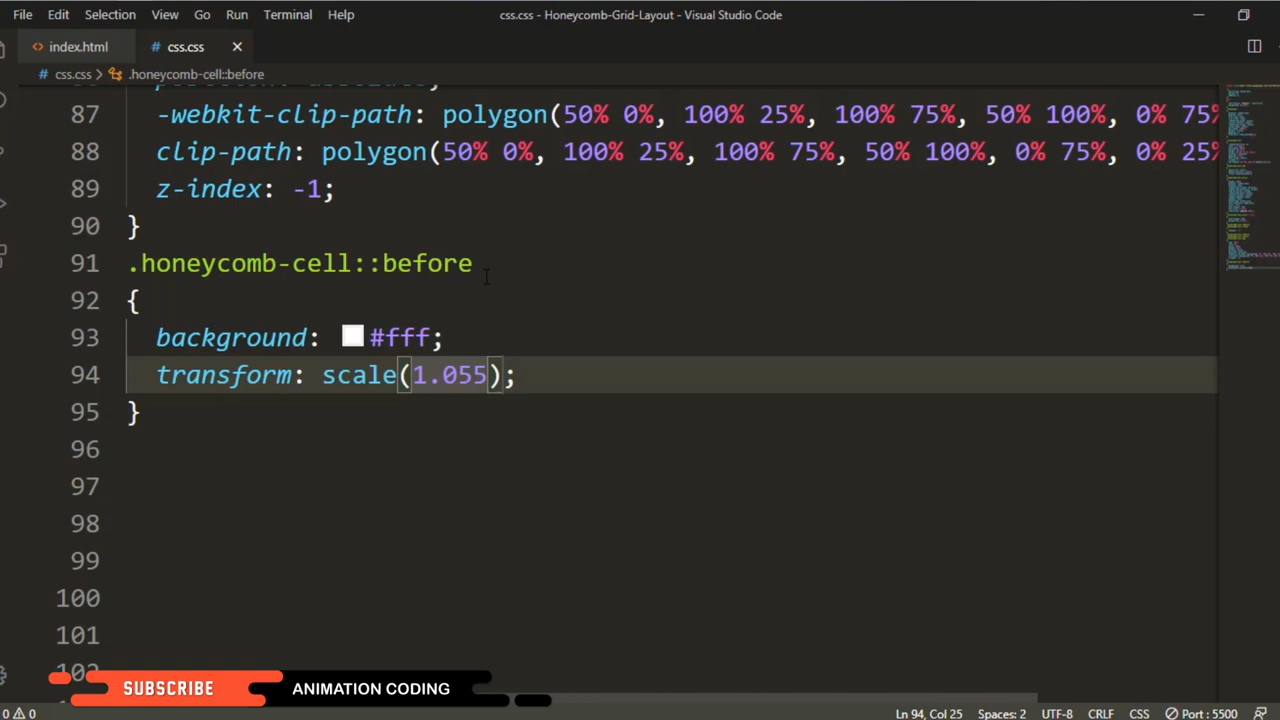 File Edit Selection View Go Run Terminal Help css.css - Honeycomb-Grid-Layout - Visual Studio Code
<> index.html # css.css ×
# css.css > .honeycomb-cell::before
87 -webkit-clip-path: polygon(50% 0%, 100% 25%, 100% 75%, 50% 100%, 0% 75%
88 clip-path: polygon(50% 0%, 100% 25%, 100% 75%, 50% 100%, 0% 75%, 0% 25%
89 z-index: -1;
90 }
91 .honeycomb-cell::before
92 {
93 background: #fff;
94 transform: scale(1.055);
95 }
96
97
98
99
100
101
102
SUBSCRIBE ANIMATION CODING
0 0 Ln 94, Col 25 Spaces: 2 UTF-8 CRLF CSS Port : 5500